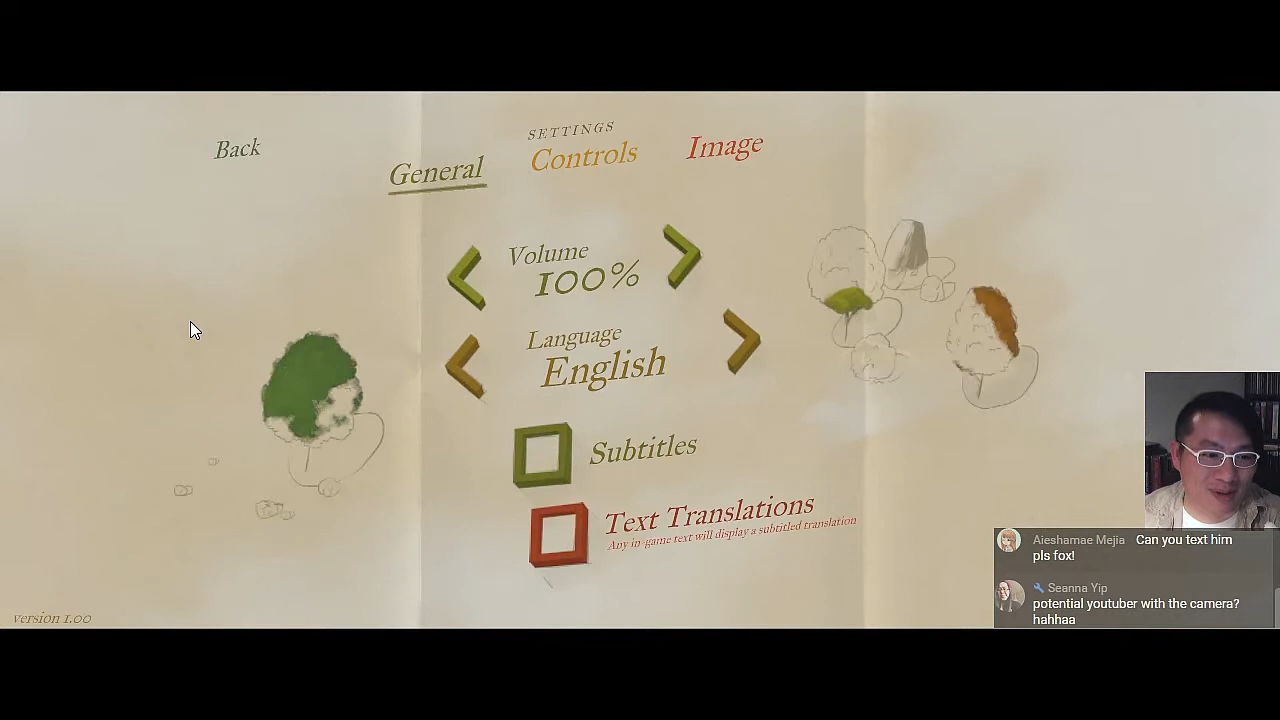 Back
SETTINGS
General
Controls
Image
Volume
100%
Language
English
Subtitles
Text Translations
Any in-game text will display a subtitled translation
Aieshamae Mejia Can you text him
pls fox!
Seanna Yip
potential youtuber with the camera?
hahhaa
version 1.00